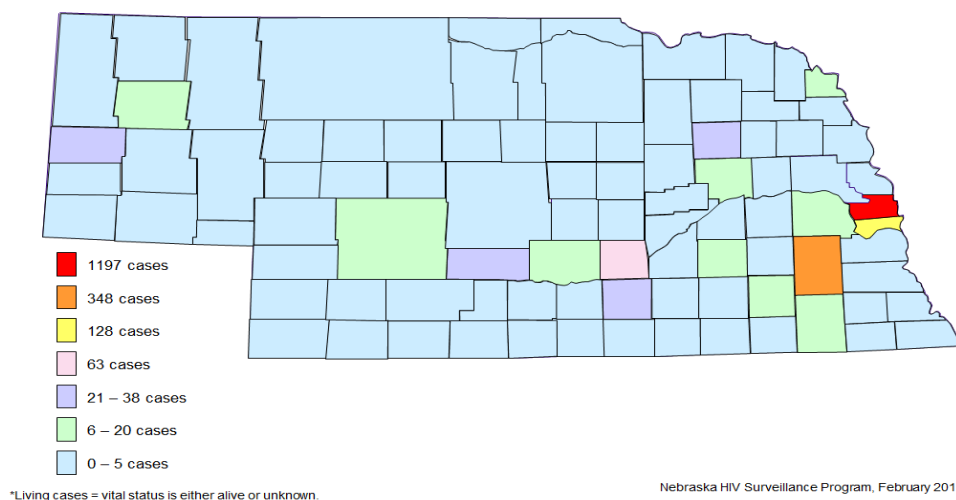 1197 cases
348 cases
128 cases
63 cases
21 – 38 cases
6 – 20 cases
0 – 5 cases
Nebraska HIV Surveillance Program, February 201
*Living cases = vital status is either alive or unknown.